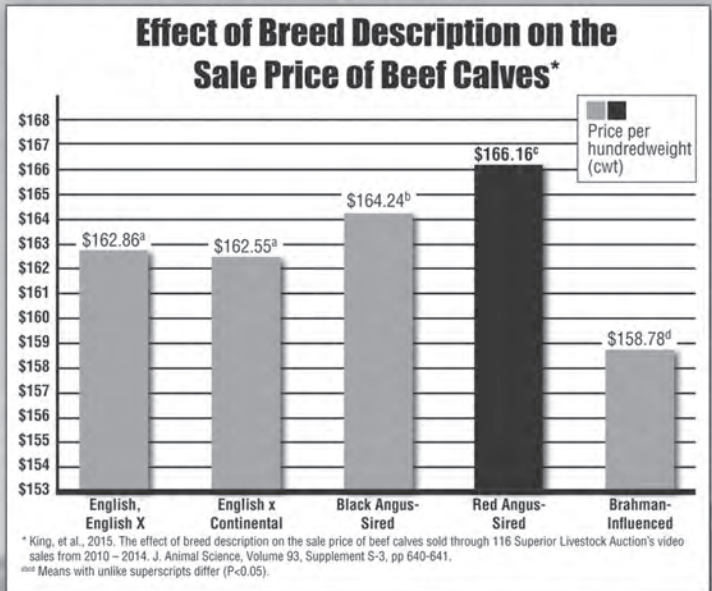 Effect of Breed Description on the
Sale Price of Beef Calves*
Price per
hundredweight
(cwt)
$168
$167
$166
$165
$164
$163
$162
$161
$160
$159
$158
$157
$156
$155
$154
$153
$162.86ᵃ
$162.55ᵃ
$164.24ᵇ
$166.16ᶜ
$158.78ᵈ
English,
English X
English x
Continental
Black Angus-
Sired
Red Angus-
Sired
Brahman-
Influenced
* King, et al., 2015. The effect of breed description on the sale price of beef calves sold through 116 Superior Livestock Auction's video
sales from 2010 – 2014. J. Animal Science, Volume 93, Supplement S-3, pp 640-641.
ᵃᵇᶜᵈ Means with unlike superscripts differ (P<0.05).